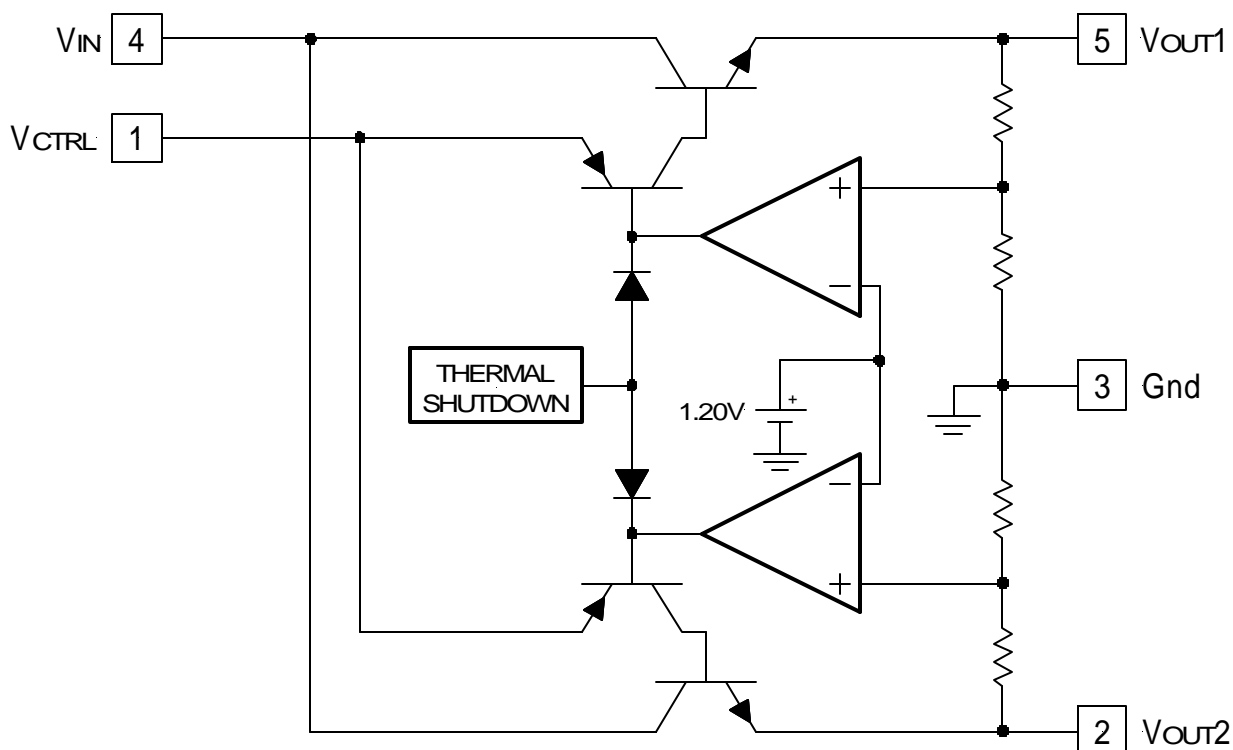 VIN 4
5 VOUT1
VCTRL 1
+
−
THERMAL
SHUTDOWN
3 Gnd
+
1.20V
−
+
2 VOUT2